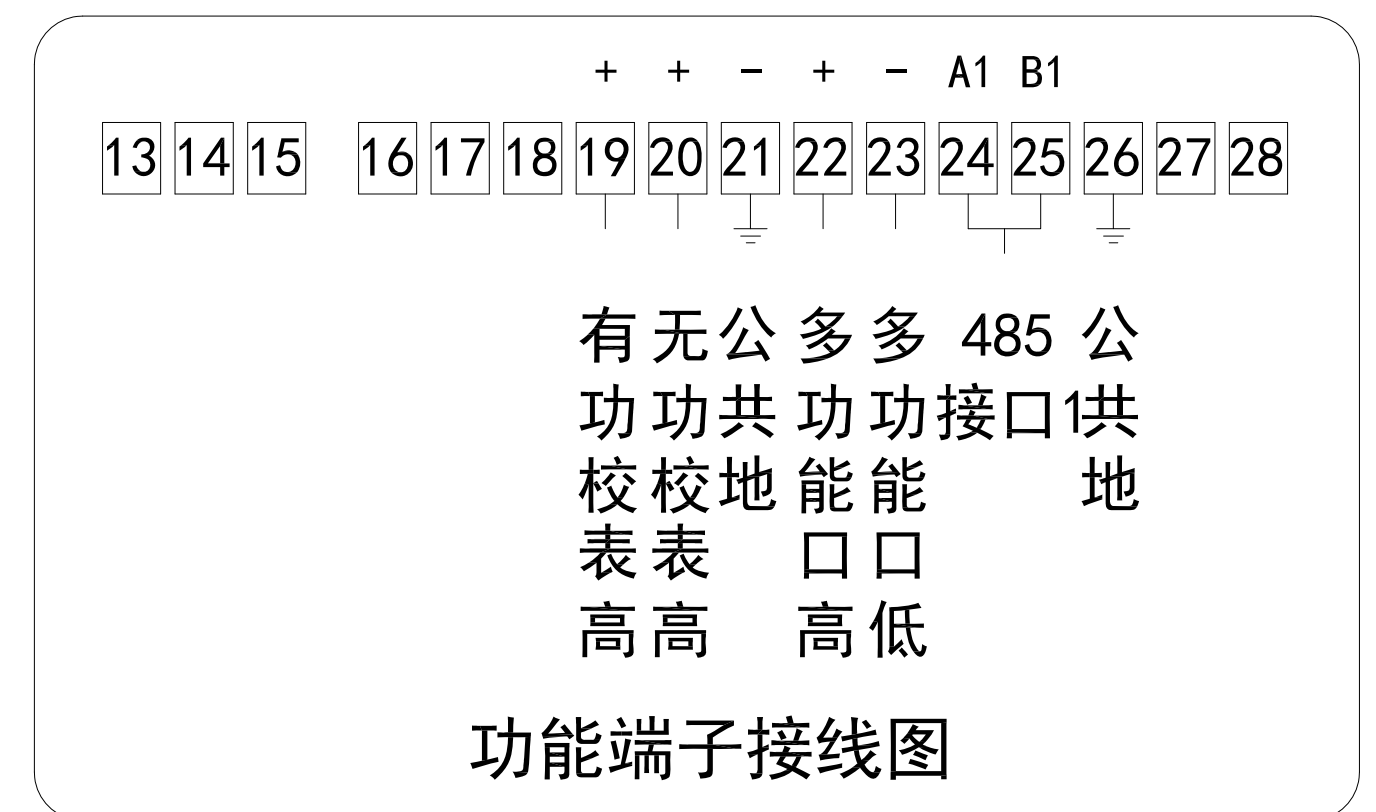 + + − + − A1 B1
13 14 15 16 17 18 19 20 21 22 23 24 25 26 27 28
有功校表高
无功校表高
公共地
多功能口高
多功能口低
485
接口1
公共地
功能端子接线图